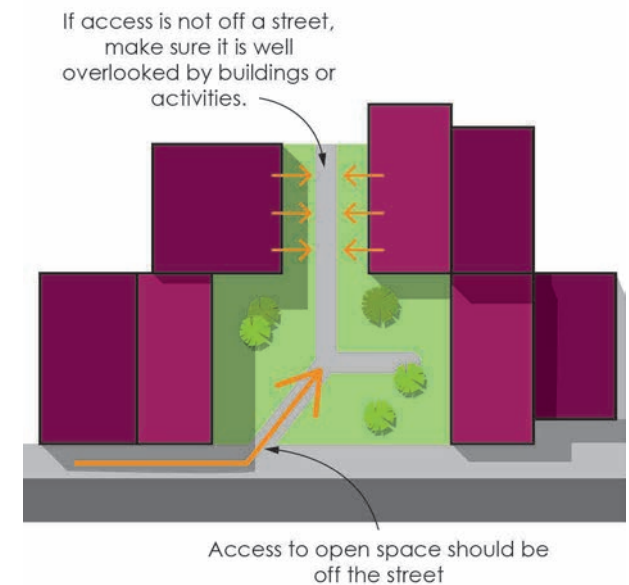 If access is not off a street,
make sure it is well
overlooked by buildings or
activities.
Access to open space should be
off the street